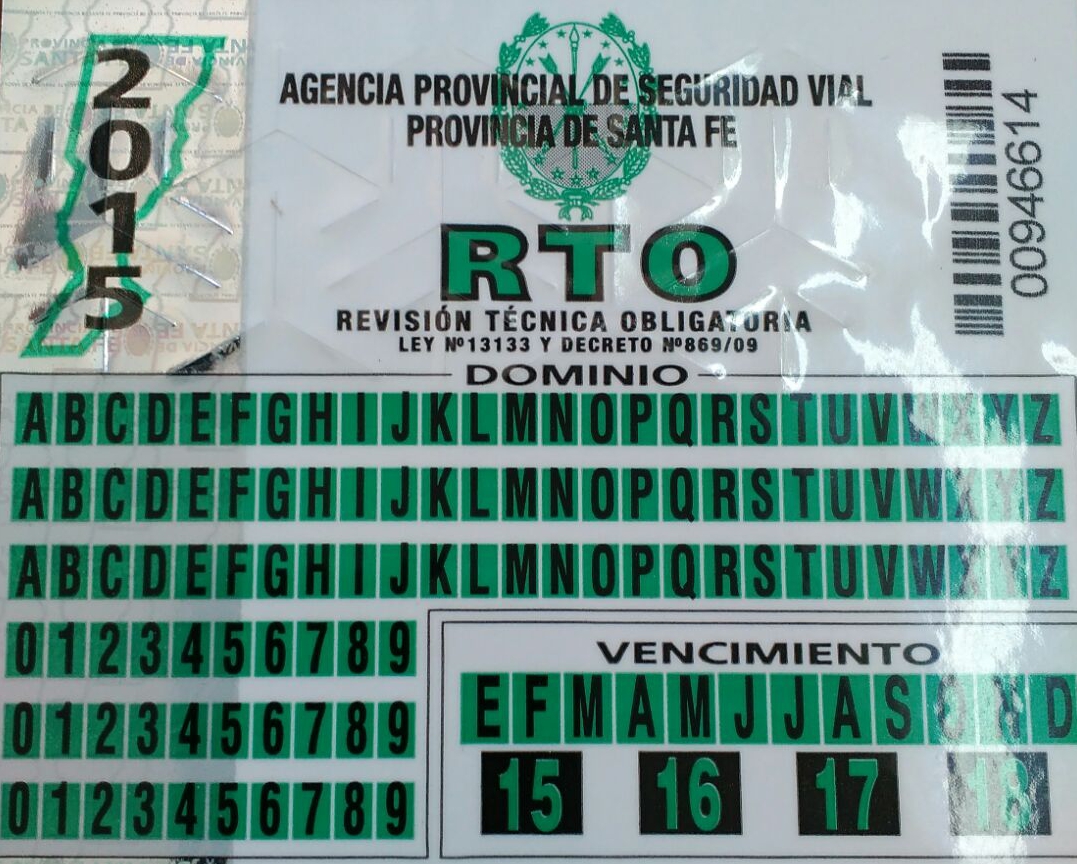 2015
AGENCIA PROVINCIAL DE SEGURIDAD VIAL
PROVINCIA DE SANTA FE
00946614
RTO
REVISIÓN TÉCNICA OBLIGATORIA
LEY Nº13133 Y DECRETO Nº869/09
DOMINIO
A B C D E F G H I J K L M N O P Q R S T U V W X Y Z
A B C D E F G H I J K L M N O P Q R S T U V W X Y Z
A B C D E F G H I J K L M N O P Q R S T U V W X Y Z
0 1 2 3 4 5 6 7 8 9
0 1 2 3 4 5 6 7 8 9
0 1 2 3 4 5 6 7 8 9
VENCIMIENTO
E F M A M J J A S O N D
15 16 17 18